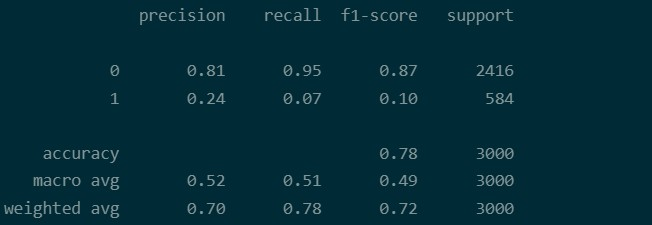 precision recall f1-score support
0 0.81 0.95 0.87 2416
1 0.24 0.07 0.10 584
accuracy 0.78 3000
macro avg 0.52 0.51 0.49 3000
weighted avg 0.70 0.78 0.72 3000